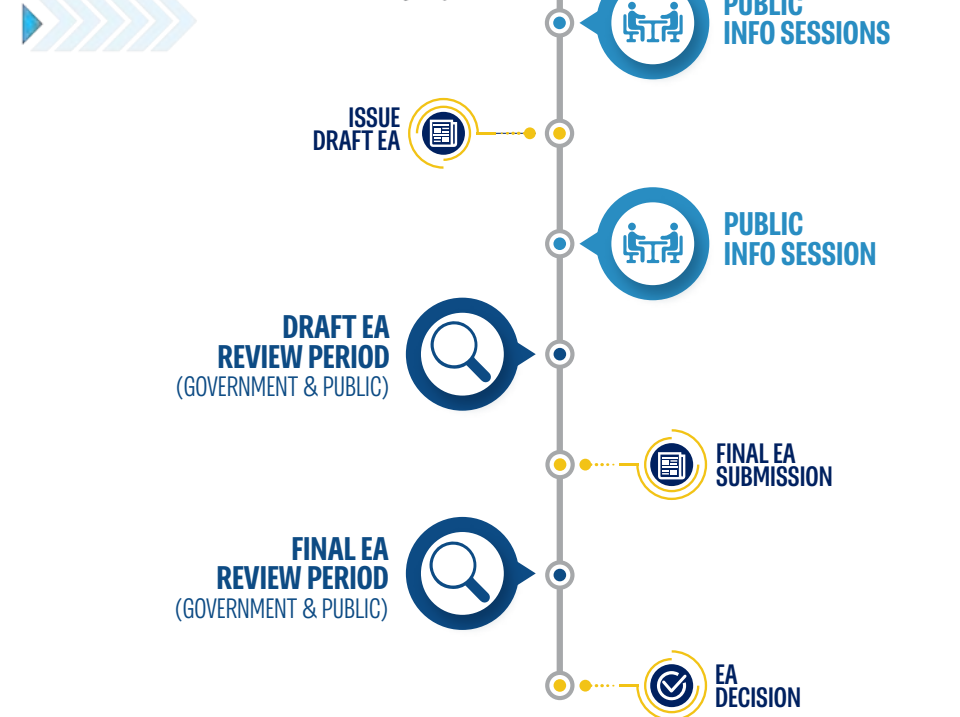 PUBLIC
INFO SESSIONS
ISSUE
DRAFT EA
PUBLIC
INFO SESSION
DRAFT EA
REVIEW PERIOD
(GOVERNMENT & PUBLIC)
FINAL EA
SUBMISSION
FINAL EA
REVIEW PERIOD
(GOVERNMENT & PUBLIC)
EA
DECISION